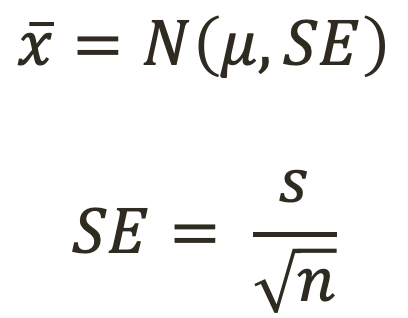 x̄ = N(μ, SE)
SE = s/√n